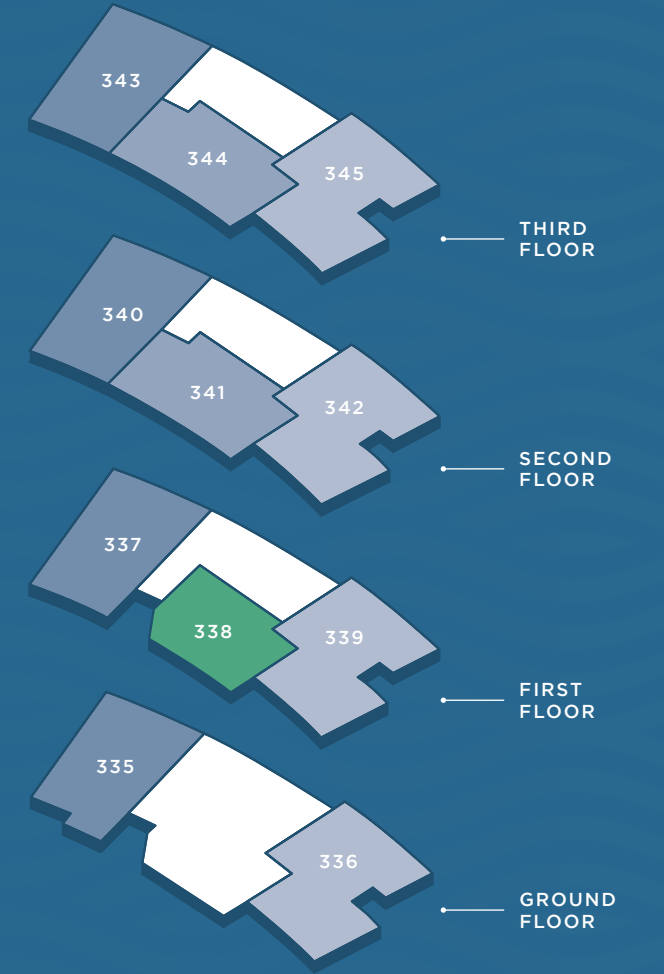 343
344
345
THIRD
FLOOR
340
341
342
SECOND
FLOOR
337
338
339
FIRST
FLOOR
335
336
GROUND
FLOOR